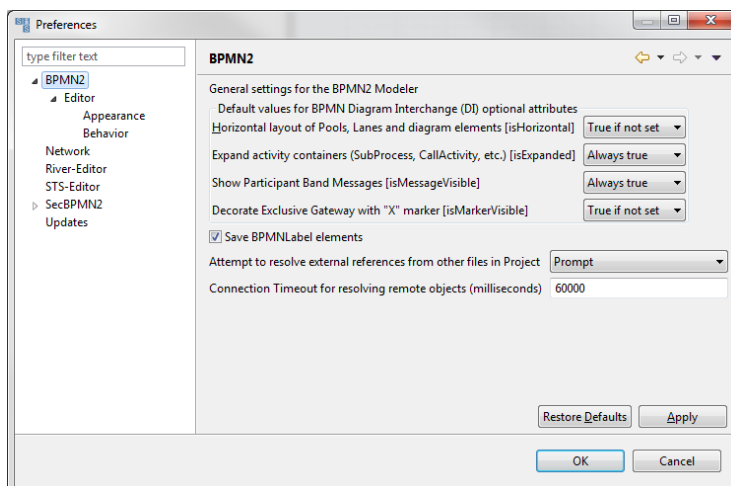 Preferences
type filter text
BPMN2
Editor
Appearance
Behavior
Network
River-Editor
STS-Editor
SecBPMN2
Updates
BPMN2
General settings for the BPMN2 Modeler
Default values for BPMN Diagram Interchange (DI) optional attributes
Horizontal layout of Pools, Lanes and diagram elements [isHorizontal] True if not set
Expand activity containers (SubProcess, CallActivity, etc.) [isExpanded] Always true
Show Participant Band Messages [isMessageVisible] Always true
Decorate Exclusive Gateway with "X" marker [isMarkerVisible] True if not set
Save BPMNLabel elements
Attempt to resolve external references from other files in Project Prompt
Connection Timeout for resolving remote objects (milliseconds) 60000
Restore Defaults Apply
OK Cancel